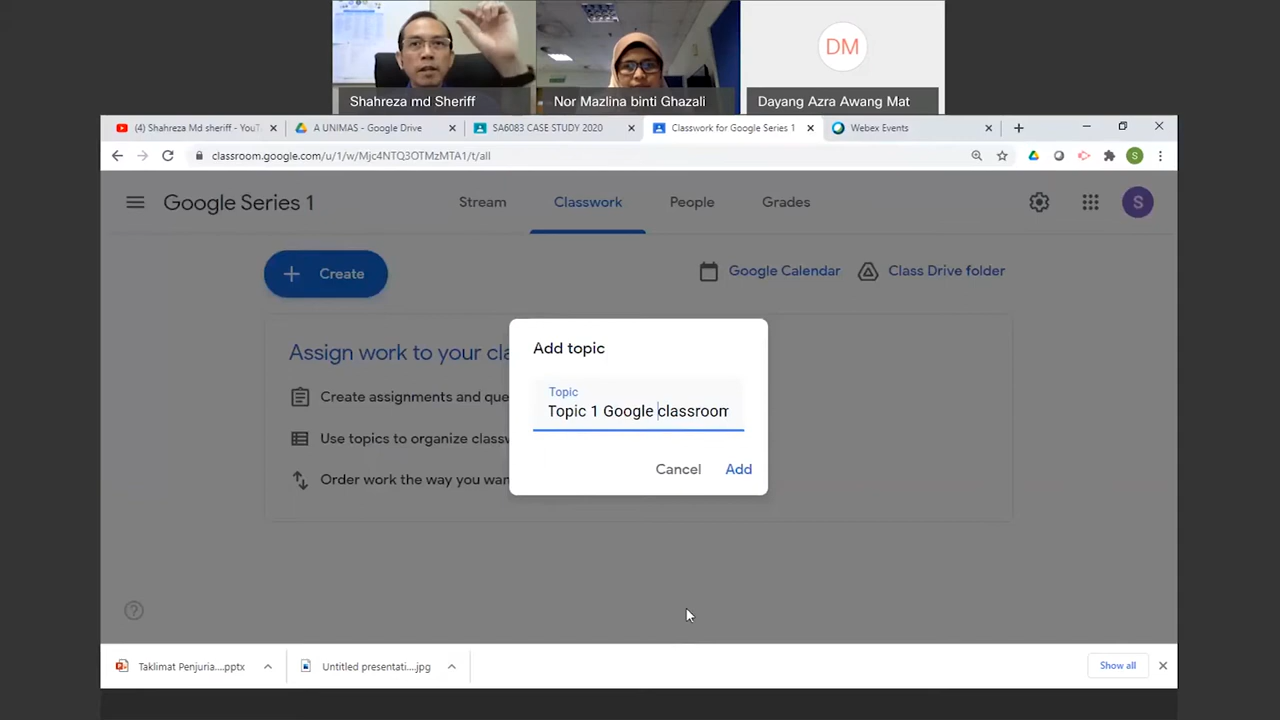 DM
Shahreza md Sheriff
Nor Mazlina binti Ghazali
Dayang Azra Awang Mat
(4) Shahreza Md sheriff - YouT
A UNIMAS - Google Drive
SA6083 CASE STUDY 2020
Classwork for Google Series 1
Webex Events
classroom.google.com/u/1/w/Mjc4NTQ3OTMzMTA1/t/all
S
Google Series 1
Stream
Classwork
People
Grades
S
Create
Google Calendar
Class Drive folder
Assign work to your cl
Create assignments and que
Use topics to organize classw
Order work the way you wan
Add topic
Topic
Topic 1 Google classroom
Cancel
Add
?
Taklimat Penjuria....pptx
Untitled presentati....jpg
Show all